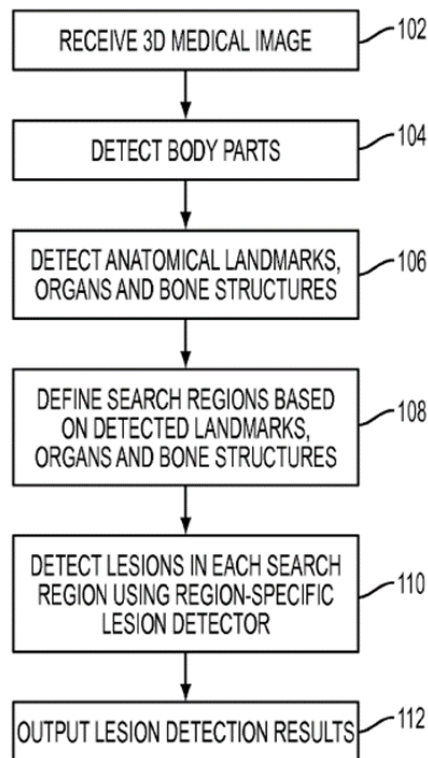 RECEIVE 3D MEDICAL IMAGE
102
DETECT BODY PARTS
104
DETECT ANATOMICAL LANDMARKS,
ORGANS AND BONE STRUCTURES
106
DEFINE SEARCH REGIONS BASED
ON DETECTED LANDMARKS,
ORGANS AND BONE STRUCTURES
108
DETECT LESIONS IN EACH SEARCH
REGION USING REGION-SPECIFIC
LESION DETECTOR
110
OUTPUT LESION DETECTION RESULTS
112